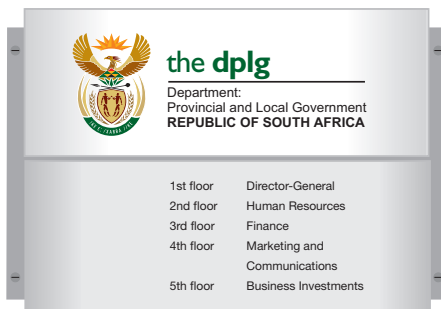 the dplg
Department:
Provincial and Local Government
REPUBLIC OF SOUTH AFRICA
1st floor Director-General
2nd floor Human Resources
3rd floor Finance
4th floor Marketing and
Communications
5th floor Business Investments